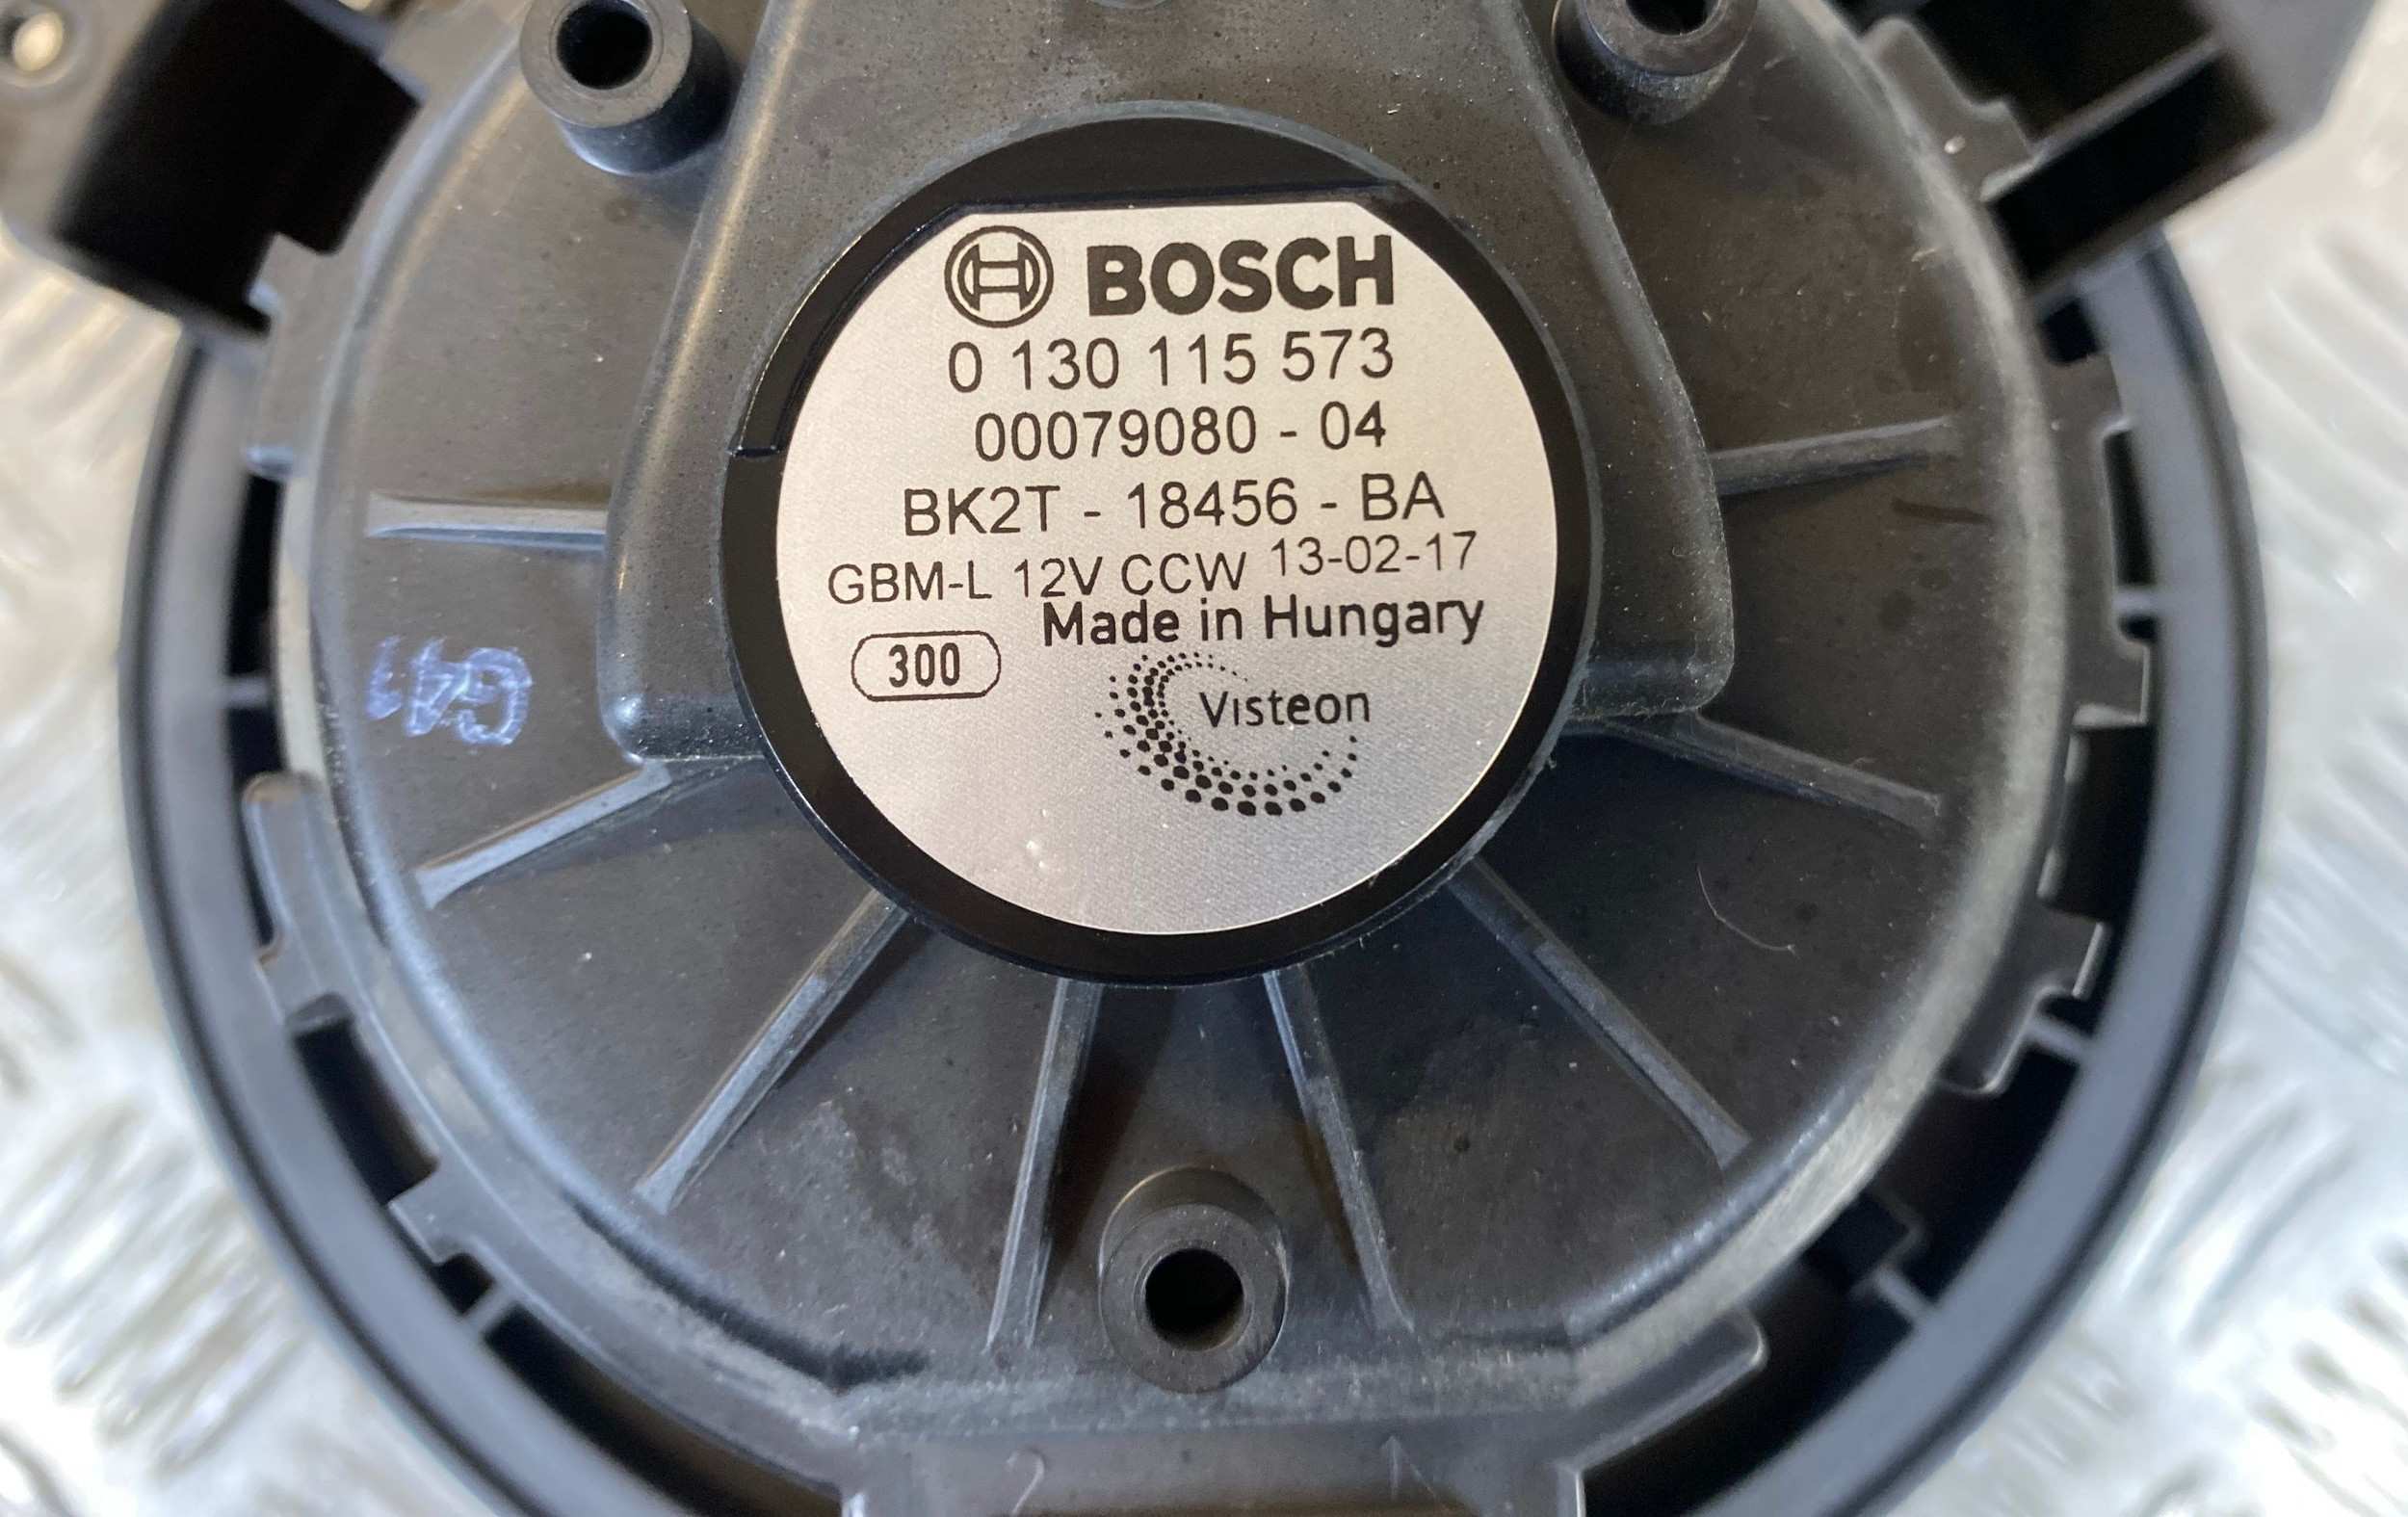 BOSCH
0 130 115 573
00079080 - 04
BK2T - 18456 - BA
GBM-L 12V CCW 13-02-17
Made in Hungary
300
Visteon